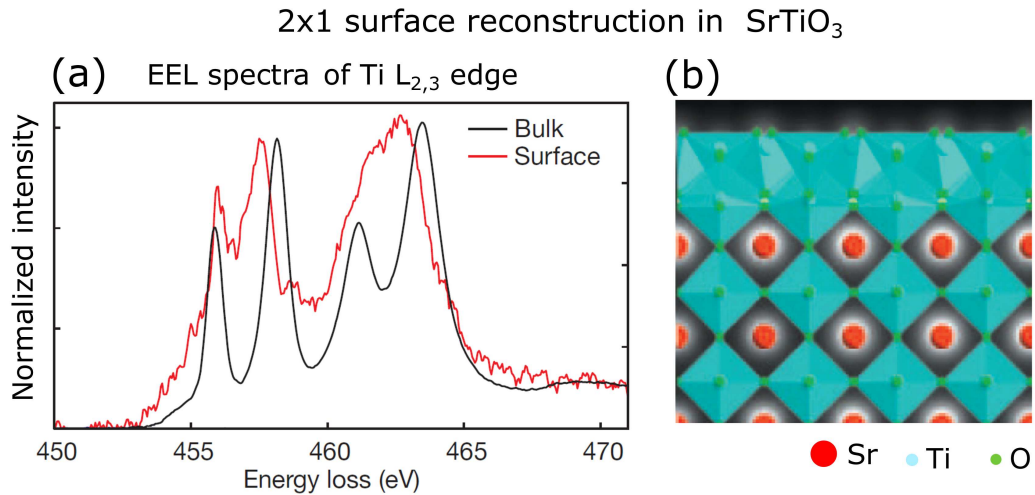 2x1 surface reconstruction in SrTiO₃
(a) EEL spectra of Ti L₂,₃ edge
Normalized intensity
Bulk
Surface
450 455 460 465 470
Energy loss (eV)
(b)
Sr Ti O